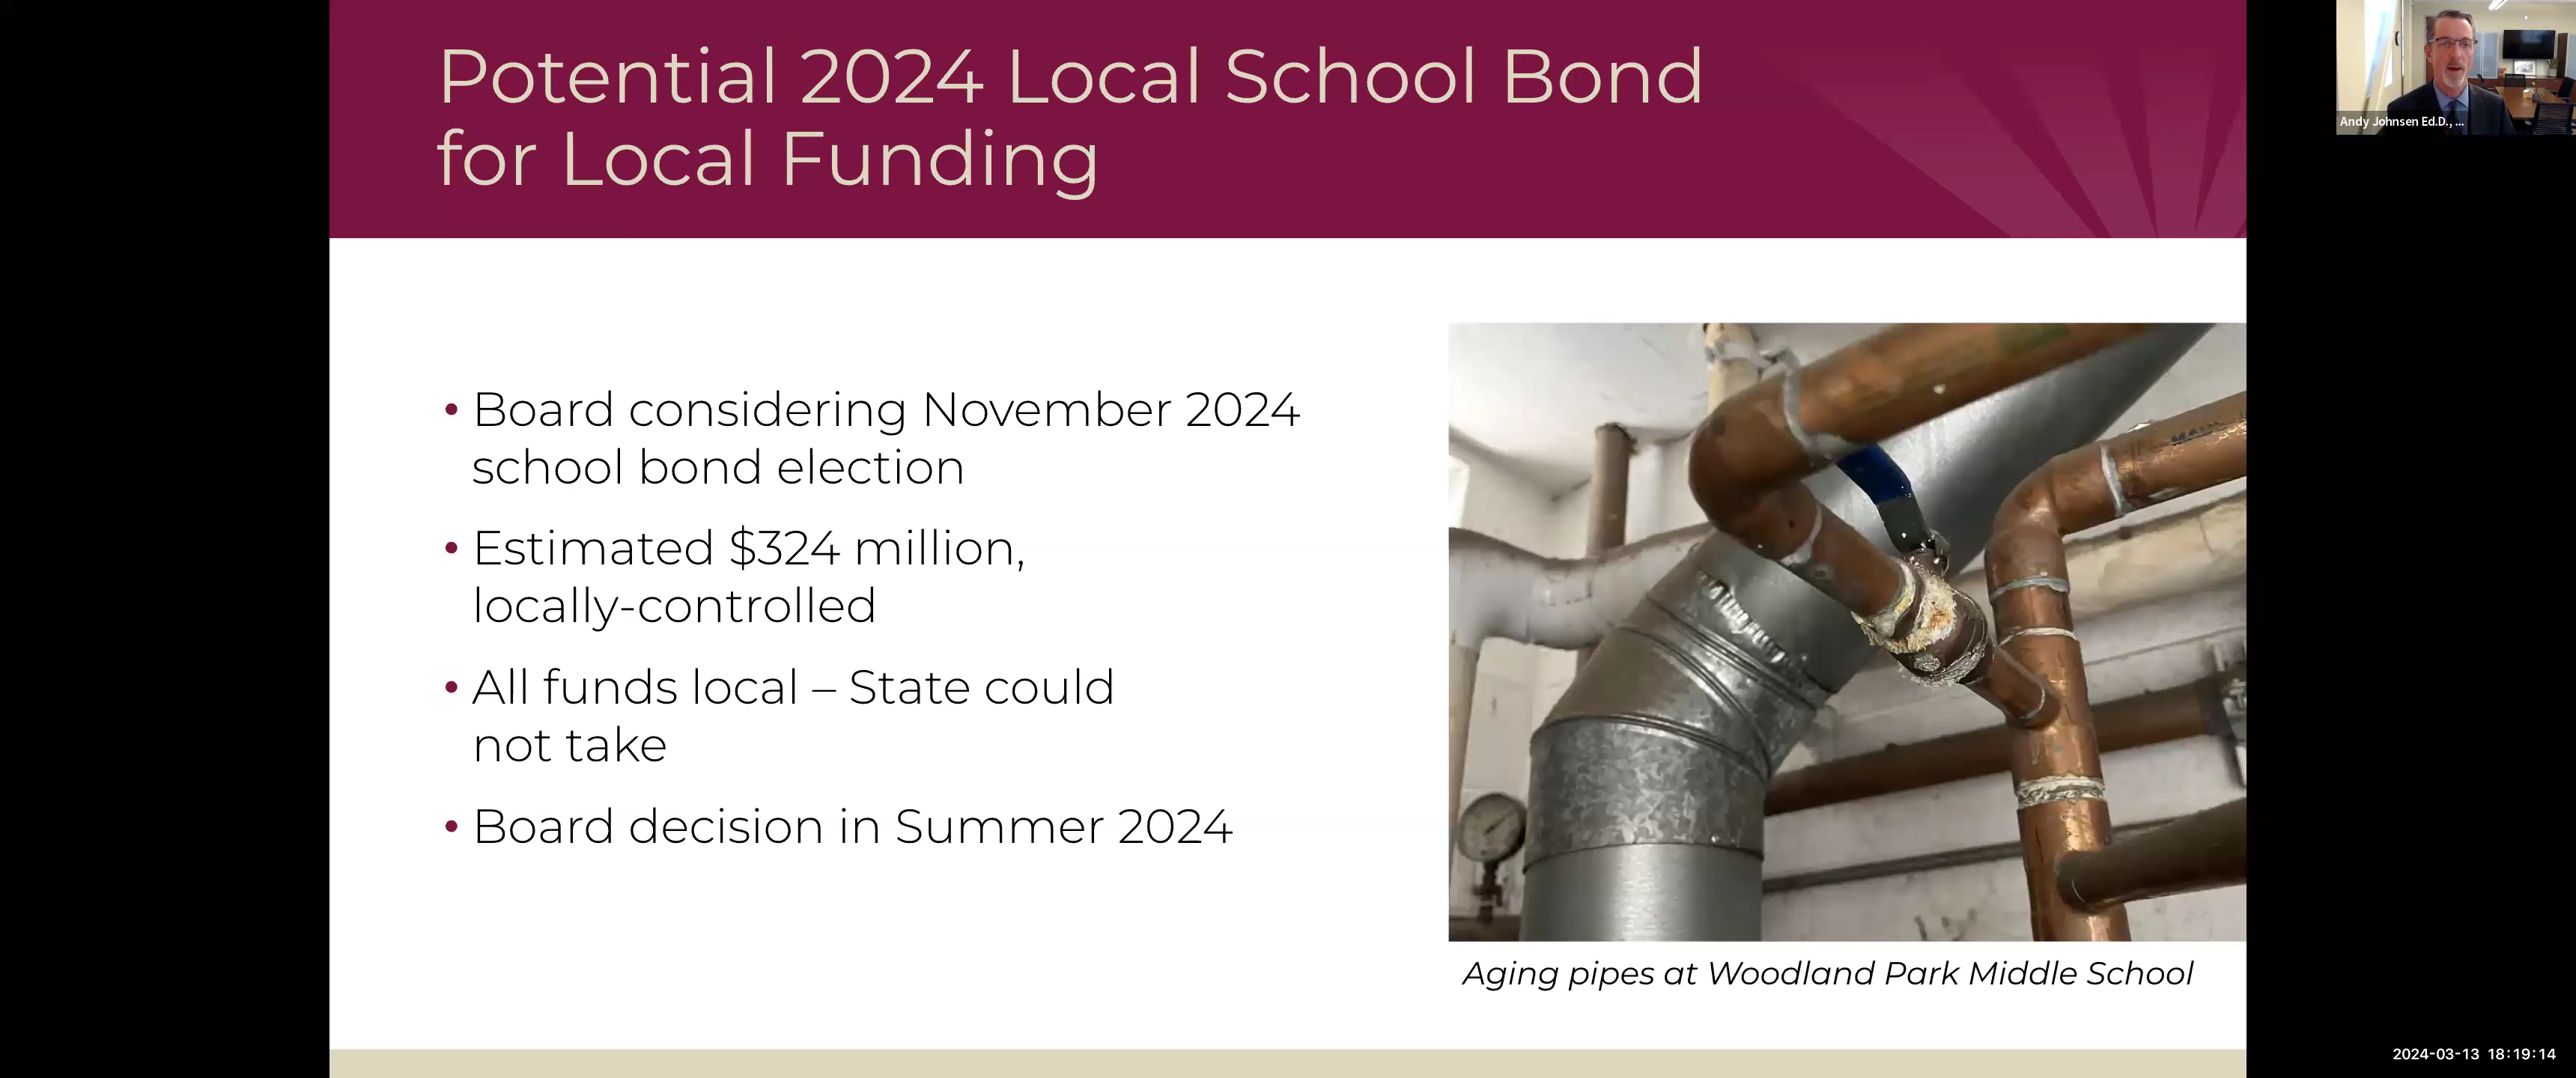 Potential 2024 Local School Bond
for Local Funding
• Board considering November 2024
school bond election
• Estimated $324 million,
locally-controlled
• All funds local – State could
not take
• Board decision in Summer 2024
Aging pipes at Woodland Park Middle School
Andy Johnsen Ed.D., ...
2024-03-13 18:19:14